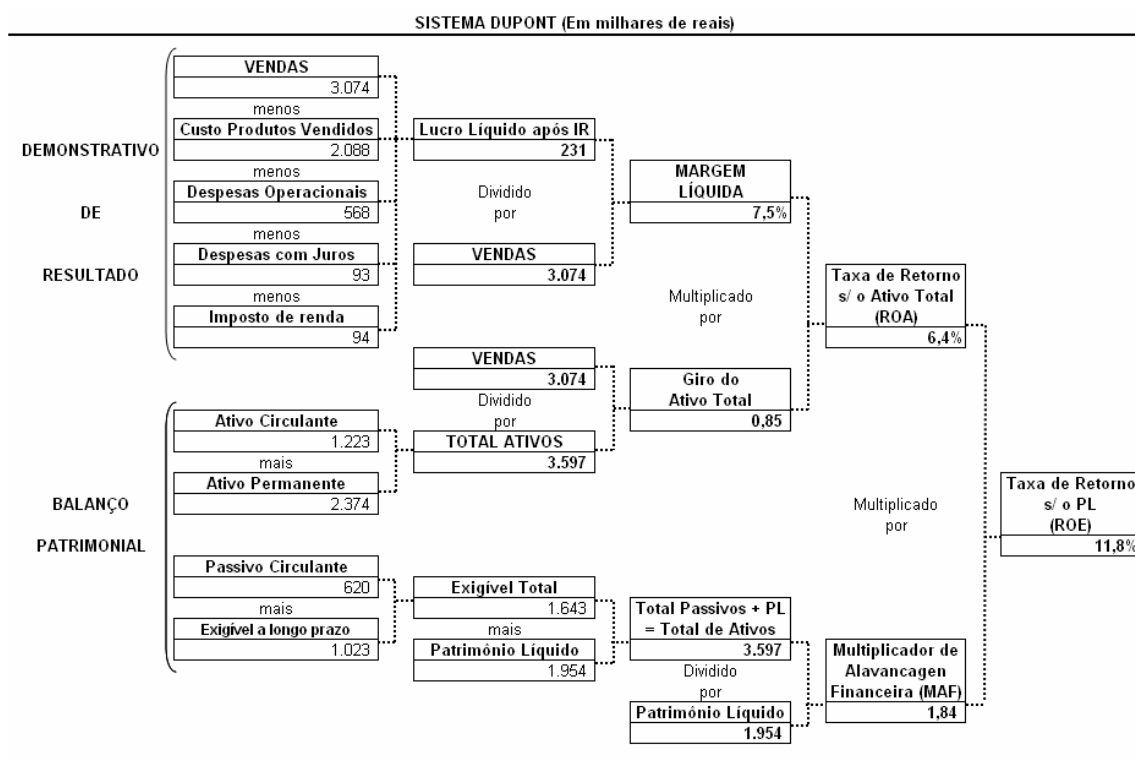 SISTEMA DUPONT (Em milhares de reais)
DEMONSTRATIVO
DE
RESULTADO
VENDAS
3.074
menos
Custo Produtos Vendidos
2.088
menos
Despesas Operacionais
568
menos
Despesas com Juros
93
menos
Imposto de renda
94
Lucro Líquido após IR
231
Dividido
por
VENDAS
3.074
MARGEM
LÍQUIDA
7,5%
Multiplicado
por
VENDAS
3.074
Dividido
por
TOTAL ATIVOS
3.597
Giro do
Ativo Total
0,85
Taxa de Retorno
s/ o Ativo Total
(ROA)
6,4%
BALANÇO
PATRIMONIAL
Ativo Circulante
1.223
mais
Ativo Permanente
2.374
Passivo Circulante
620
mais
Exigível a longo prazo
1.023
Exigível Total
1.643
mais
Patrimônio Líquido
1.954
Total Passivos + PL
= Total de Ativos
3.597
Dividido
por
Patrimônio Líquido
1.954
Multiplicado
por
Multiplicador de
Alavancagen
Financeira (MAF)
1,84
Taxa de Retorno
s/ o PL
(ROE)
11,8%